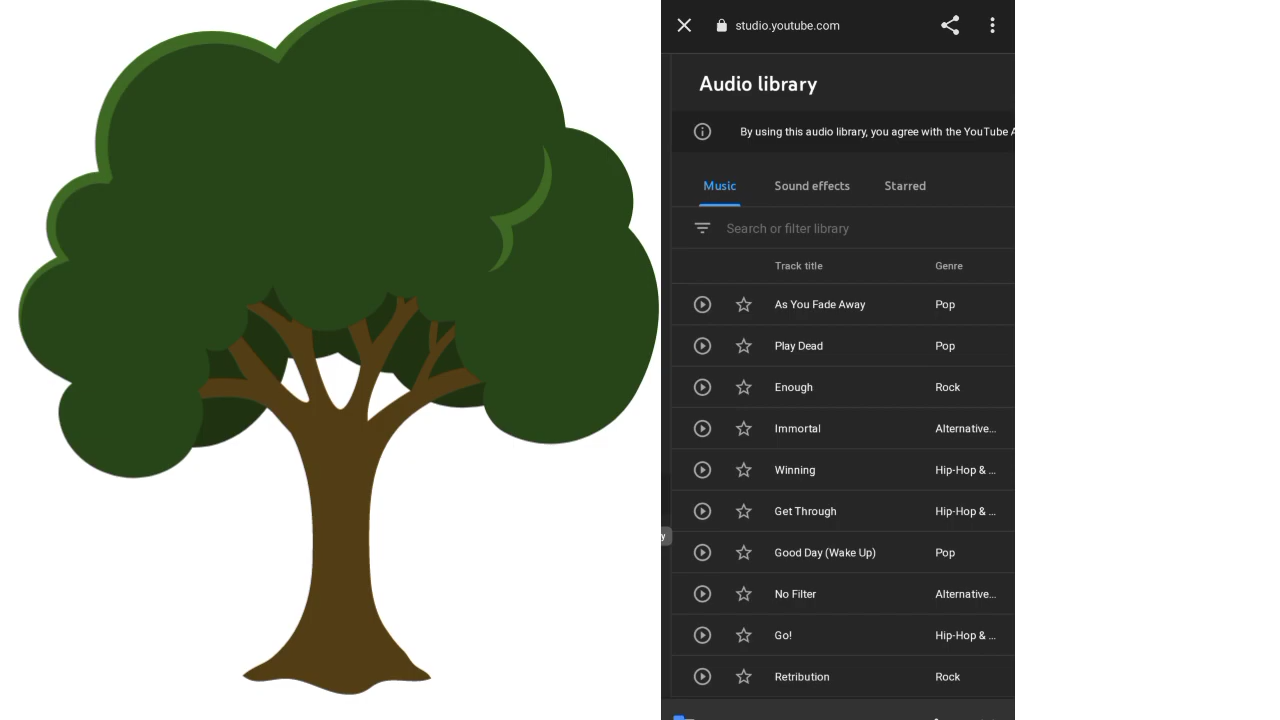 studio.youtube.com
Audio library
By using this audio library, you agree with the YouTube A
Music Sound effects Starred
Search or filter library
Track title Genre
As You Fade Away Pop
Play Dead Pop
Enough Rock
Immortal Alternative...
Winning Hip-Hop & ...
y
Get Through Hip-Hop & ...
Good Day (Wake Up) Pop
No Filter Alternative...
Go! Hip-Hop & ...
Retribution Rock